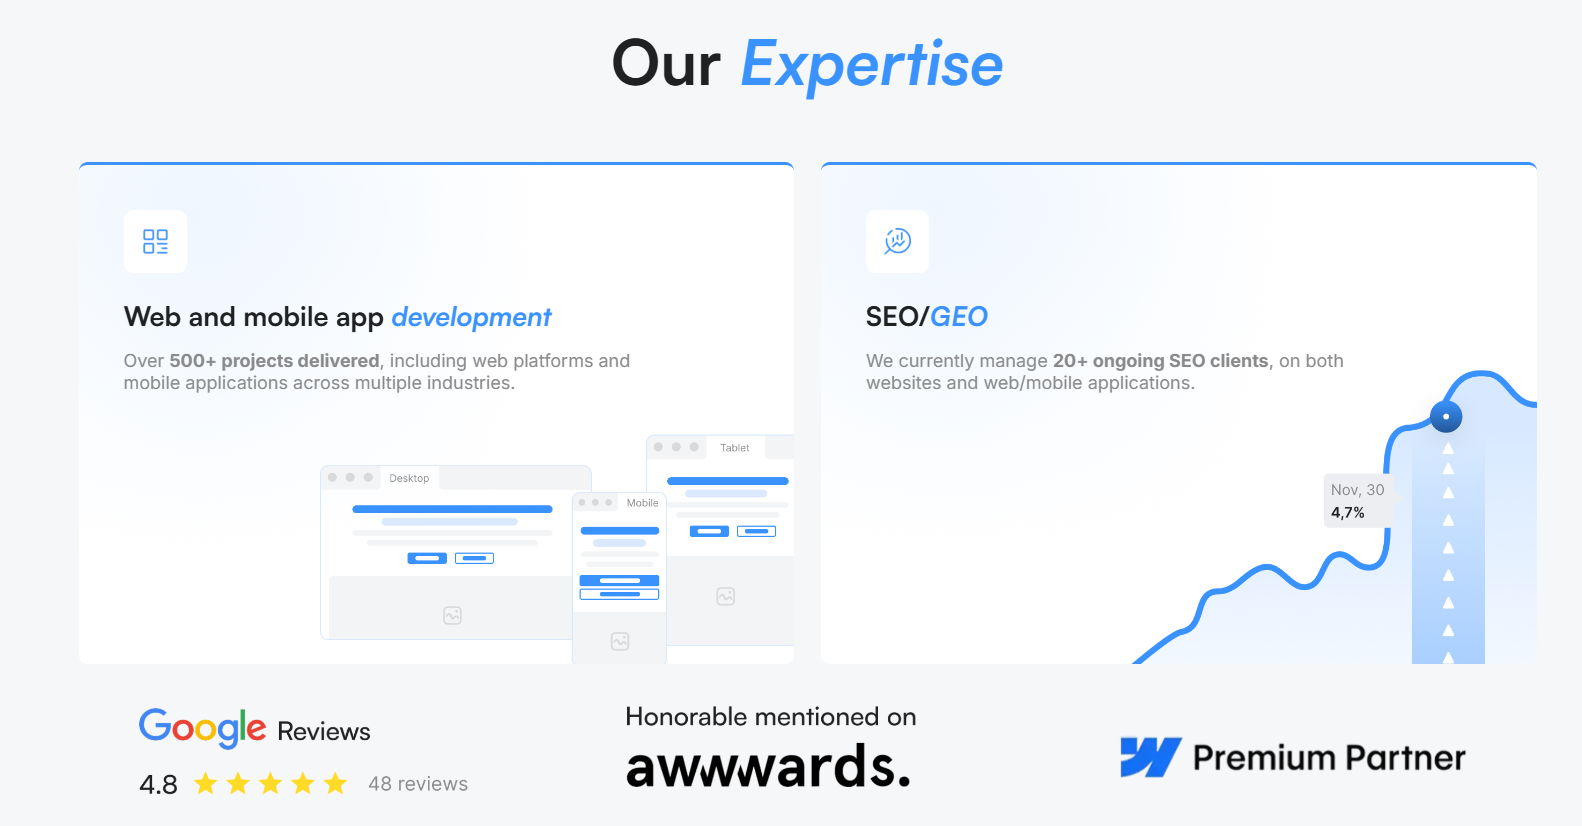 Our Expertise
Web and mobile app development
Over 500+ projects delivered, including web platforms and
mobile applications across multiple industries.
Desktop
Mobile
Tablet
SEO/GEO
We currently manage 20+ ongoing SEO clients, on both
websites and web/mobile applications.
Nov, 30
4,7%
Google Reviews
4.8 48 reviews
Honorable mentioned on
awwwards.
Premium Partner